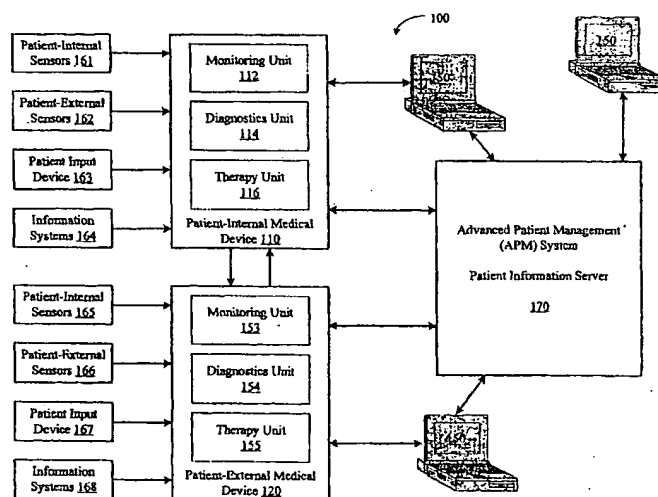 100
Patient-Internal
Sensors 161
Patient-External
Sensors 162
Patient Input
Device 163
Information
Systems 164
Monitoring Unit
112
Diagnostics Unit
114
Therapy Unit
116
Patient-Internal Medical
Device 110
150
Advanced Patient Management
(APM) System
Patient Information Server
170
Patient-Internal
Sensors 165
Patient-External
Sensors 166
Patient Input
Device 167
Information
Systems 168
Monitoring Unit
153
Diagnostics Unit
154
Therapy Unit
155
Patient-External Medical
Device 120